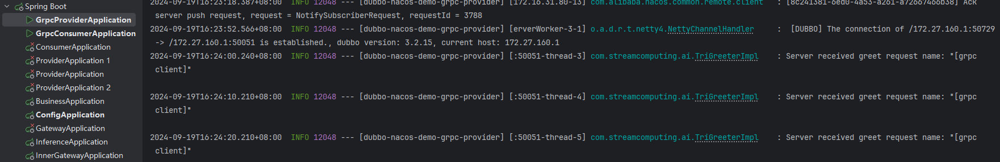 Spring Boot
GrpcProviderApplication
GrpcConsumerApplication
ConsumerApplication
ProviderApplication 1
ProviderApplication
ProviderApplication 2
BusinessApplication
ConfigApplication
GatewayApplication
InferenceApplication
InnerGatewayApplication
2024-09-19T16:23:18.387+08:00  INFO 12048 --- [dubbo-nacos-demo-grpc-provider] [172.16.31.80-13] com.alibaba.nacos.common.remote.client   : [8c241381-6ed0-4a53-a261-a72667466b38] Ack
server push request, request = NotifySubscriberRequest, requestId = 3788
2024-09-19T16:23:52.566+08:00  INFO 12048 --- [dubbo-nacos-demo-grpc-provider] [erverWorker-3-1] o.a.d.r.t.netty4.NettyChannelHandler     :  [DUBBO] The connection of /172.27.160.1:50729
-> /172.27.160.1:50051 is established., dubbo version: 3.2.15, current host: 172.27.160.1
2024-09-19T16:24:00.240+08:00  INFO 12048 --- [dubbo-nacos-demo-grpc-provider] [:50051-thread-3] com.streamcomputing.ai.TriGreeterImpl    : Server received greet request name: "[grpc
client]"
2024-09-19T16:24:10.210+08:00  INFO 12048 --- [dubbo-nacos-demo-grpc-provider] [:50051-thread-4] com.streamcomputing.ai.TriGreeterImpl    : Server received greet request name: "[grpc
client]"
2024-09-19T16:24:20.210+08:00  INFO 12048 --- [dubbo-nacos-demo-grpc-provider] [:50051-thread-5] com.streamcomputing.ai.TriGreeterImpl    : Server received greet request name: "[grpc
client]"